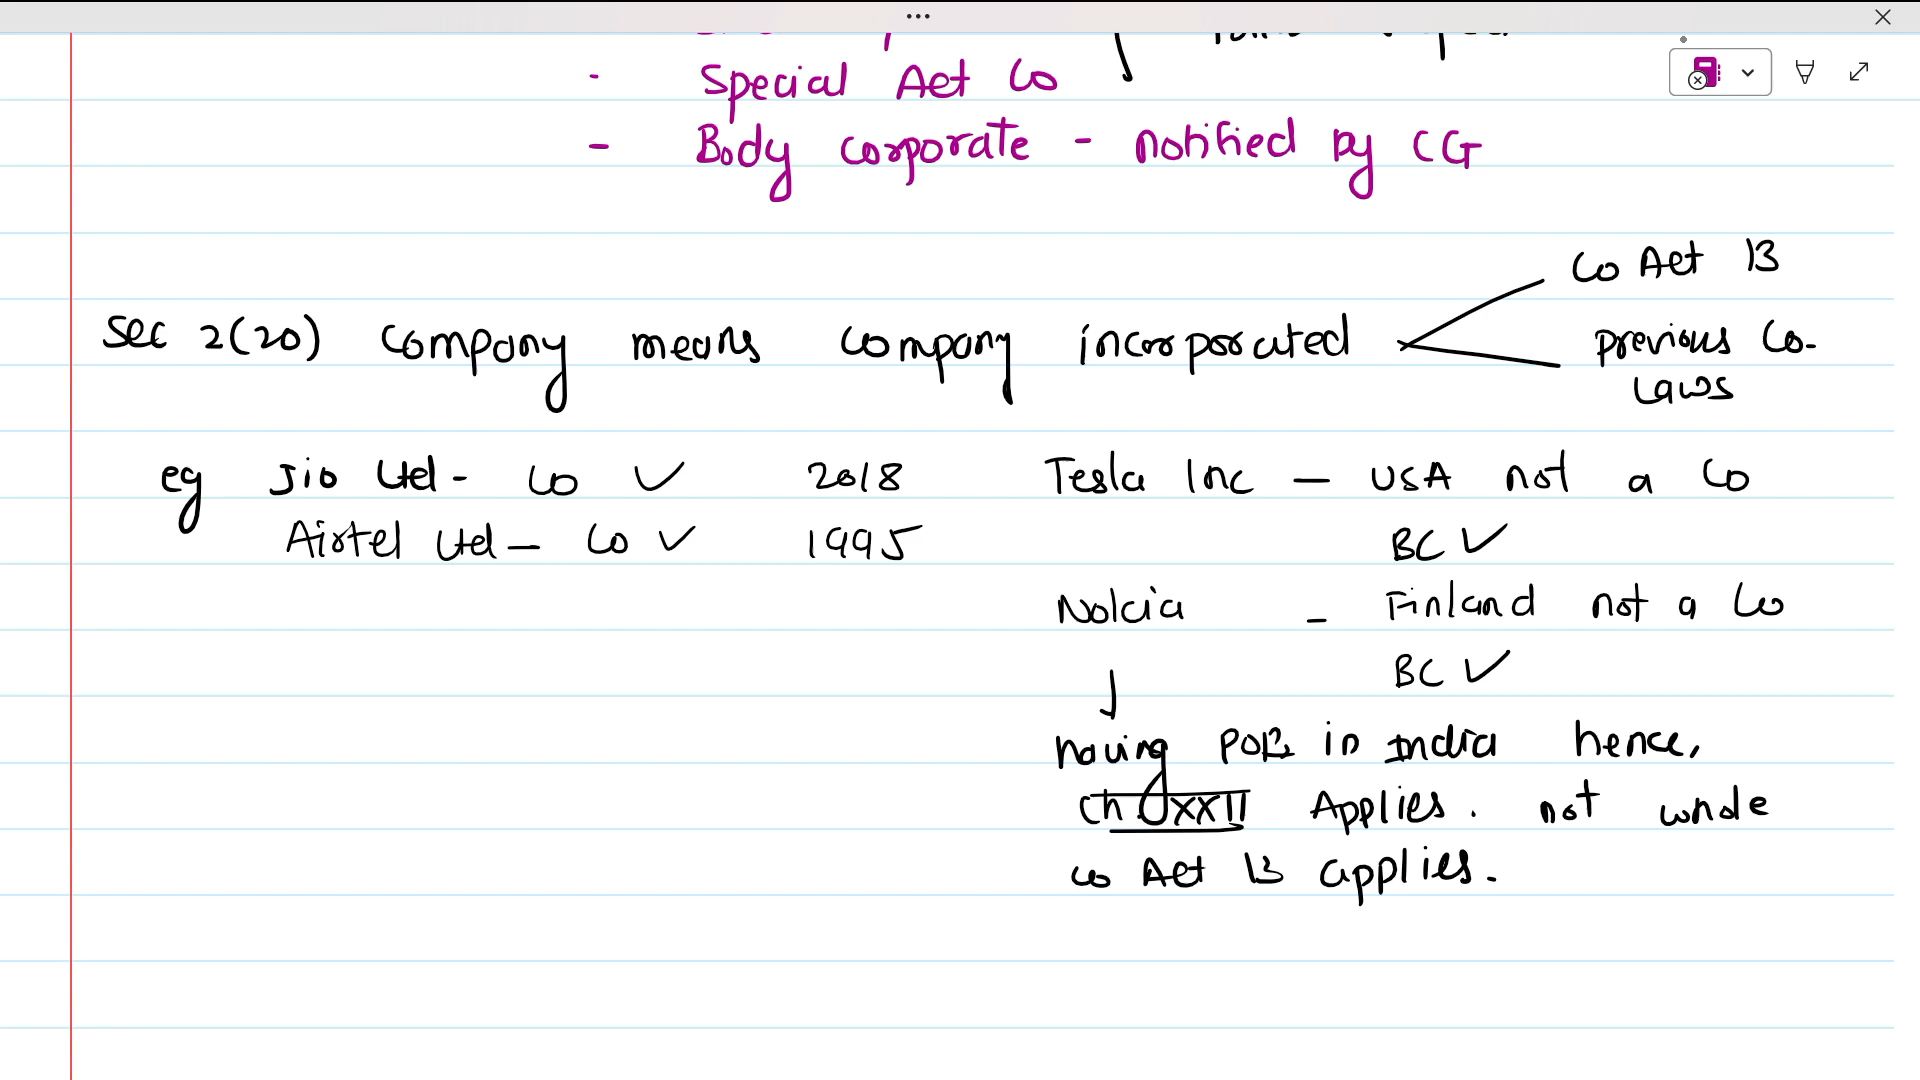 - Special Act Co
- Body corporate - notified by CG
Co Act 13
Sec 2(20) Company means company incorporated
previous Co.
Laws
eg Jio Ltd - Co ✓ 2018 Tesla Inc - USA not a Co
Airtel Ltd - Co ✓ 1995 BC ✓
Nokia - Finland not a Co
BC ✓
having POB in India hence,
Ch XXII Applies. not whole
Co Act 13 applies.